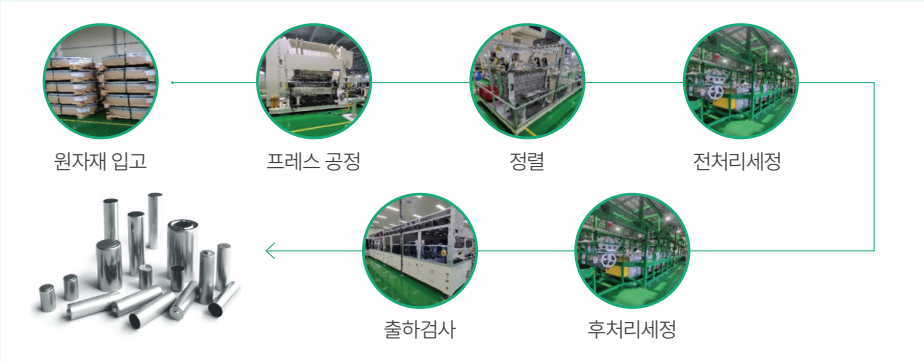 원자재 입고
프레스 공정
정렬
전처리세정
후처리세정
출하검사